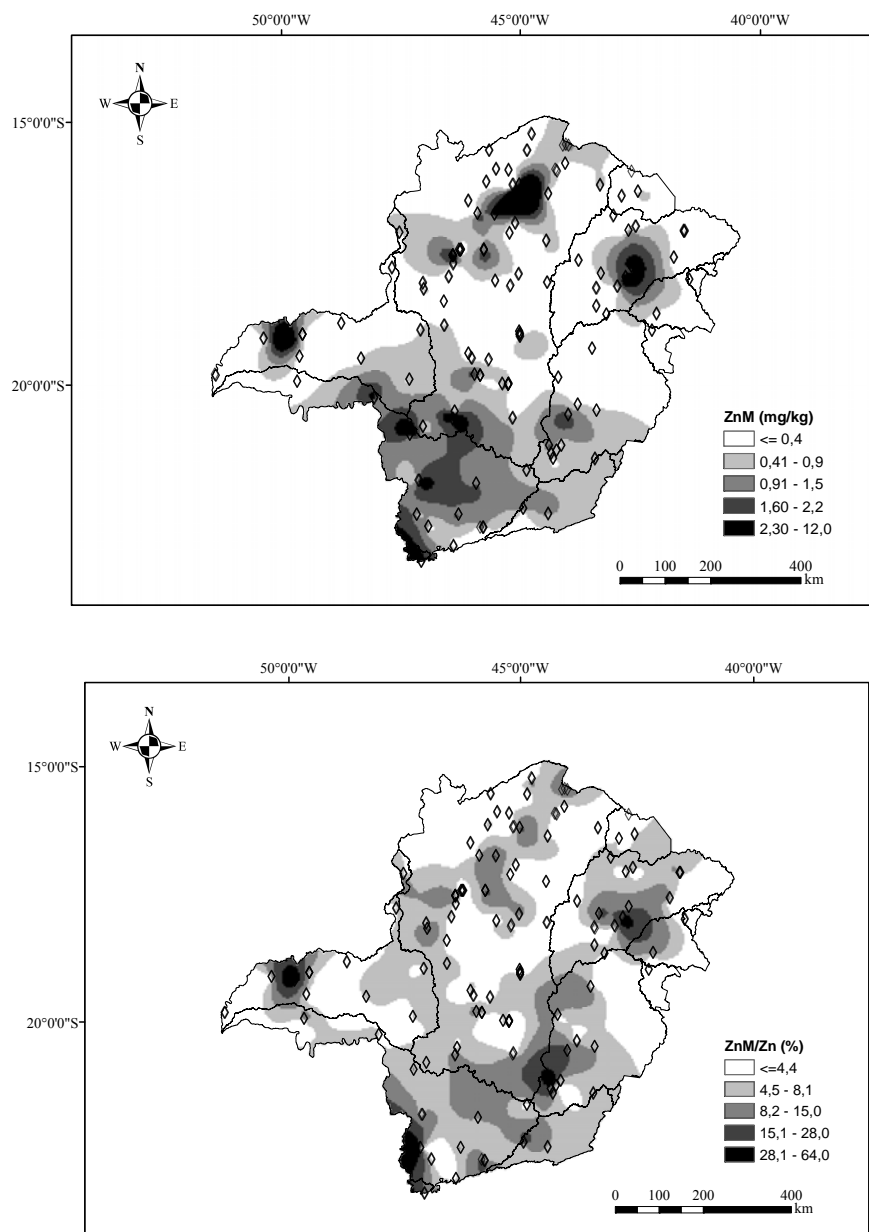 50°0'0"W 45°0'0"W 40°0'0"W
N
W E
S
15°0'0"S
20°0'0"S
ZnM (mg/kg)
<= 0,4
0,41 - 0,9
0,91 - 1,5
1,60 - 2,2
2,30 - 12,0
0 100 200 400
km
50°0'0"W 45°0'0"W 40°0'0"W
N
W E
S
15°0'0"S
20°0'0"S
ZnM/Zn (%)
<=4,4
4,5 - 8,1
8,2 - 15,0
15,1 - 28,0
28,1 - 64,0
0 100 200 400
km